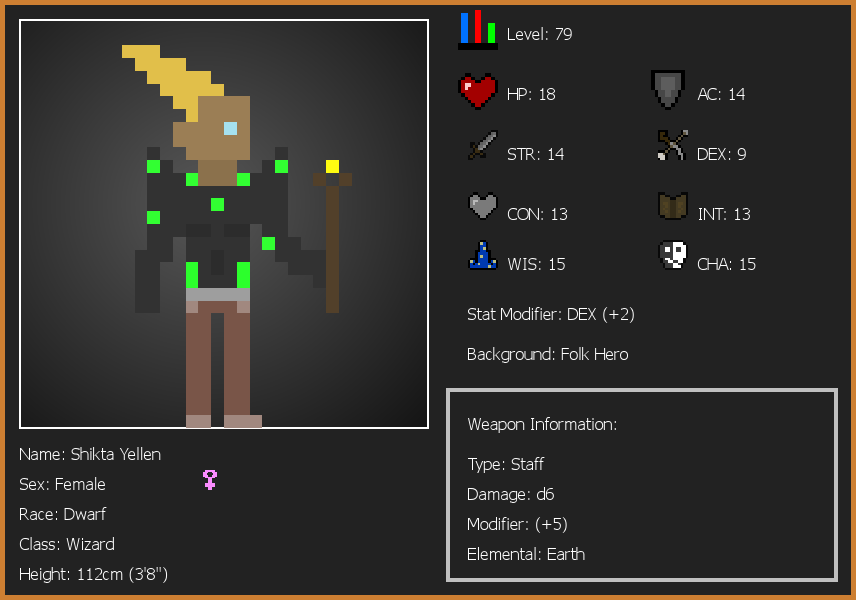 Level: 79
HP: 18
AC: 14
STR: 14
DEX: 9
CON: 13
INT: 13
WIS: 15
CHA: 15
Stat Modifier: DEX (+2)
Background: Folk Hero
Weapon Information:
Type: Staff
Damage: d6
Modifier: (+5)
Elemental: Earth
Name: Shikta Yellen
Sex: Female
Race: Dwarf
Class: Wizard
Height: 112cm (3'8")